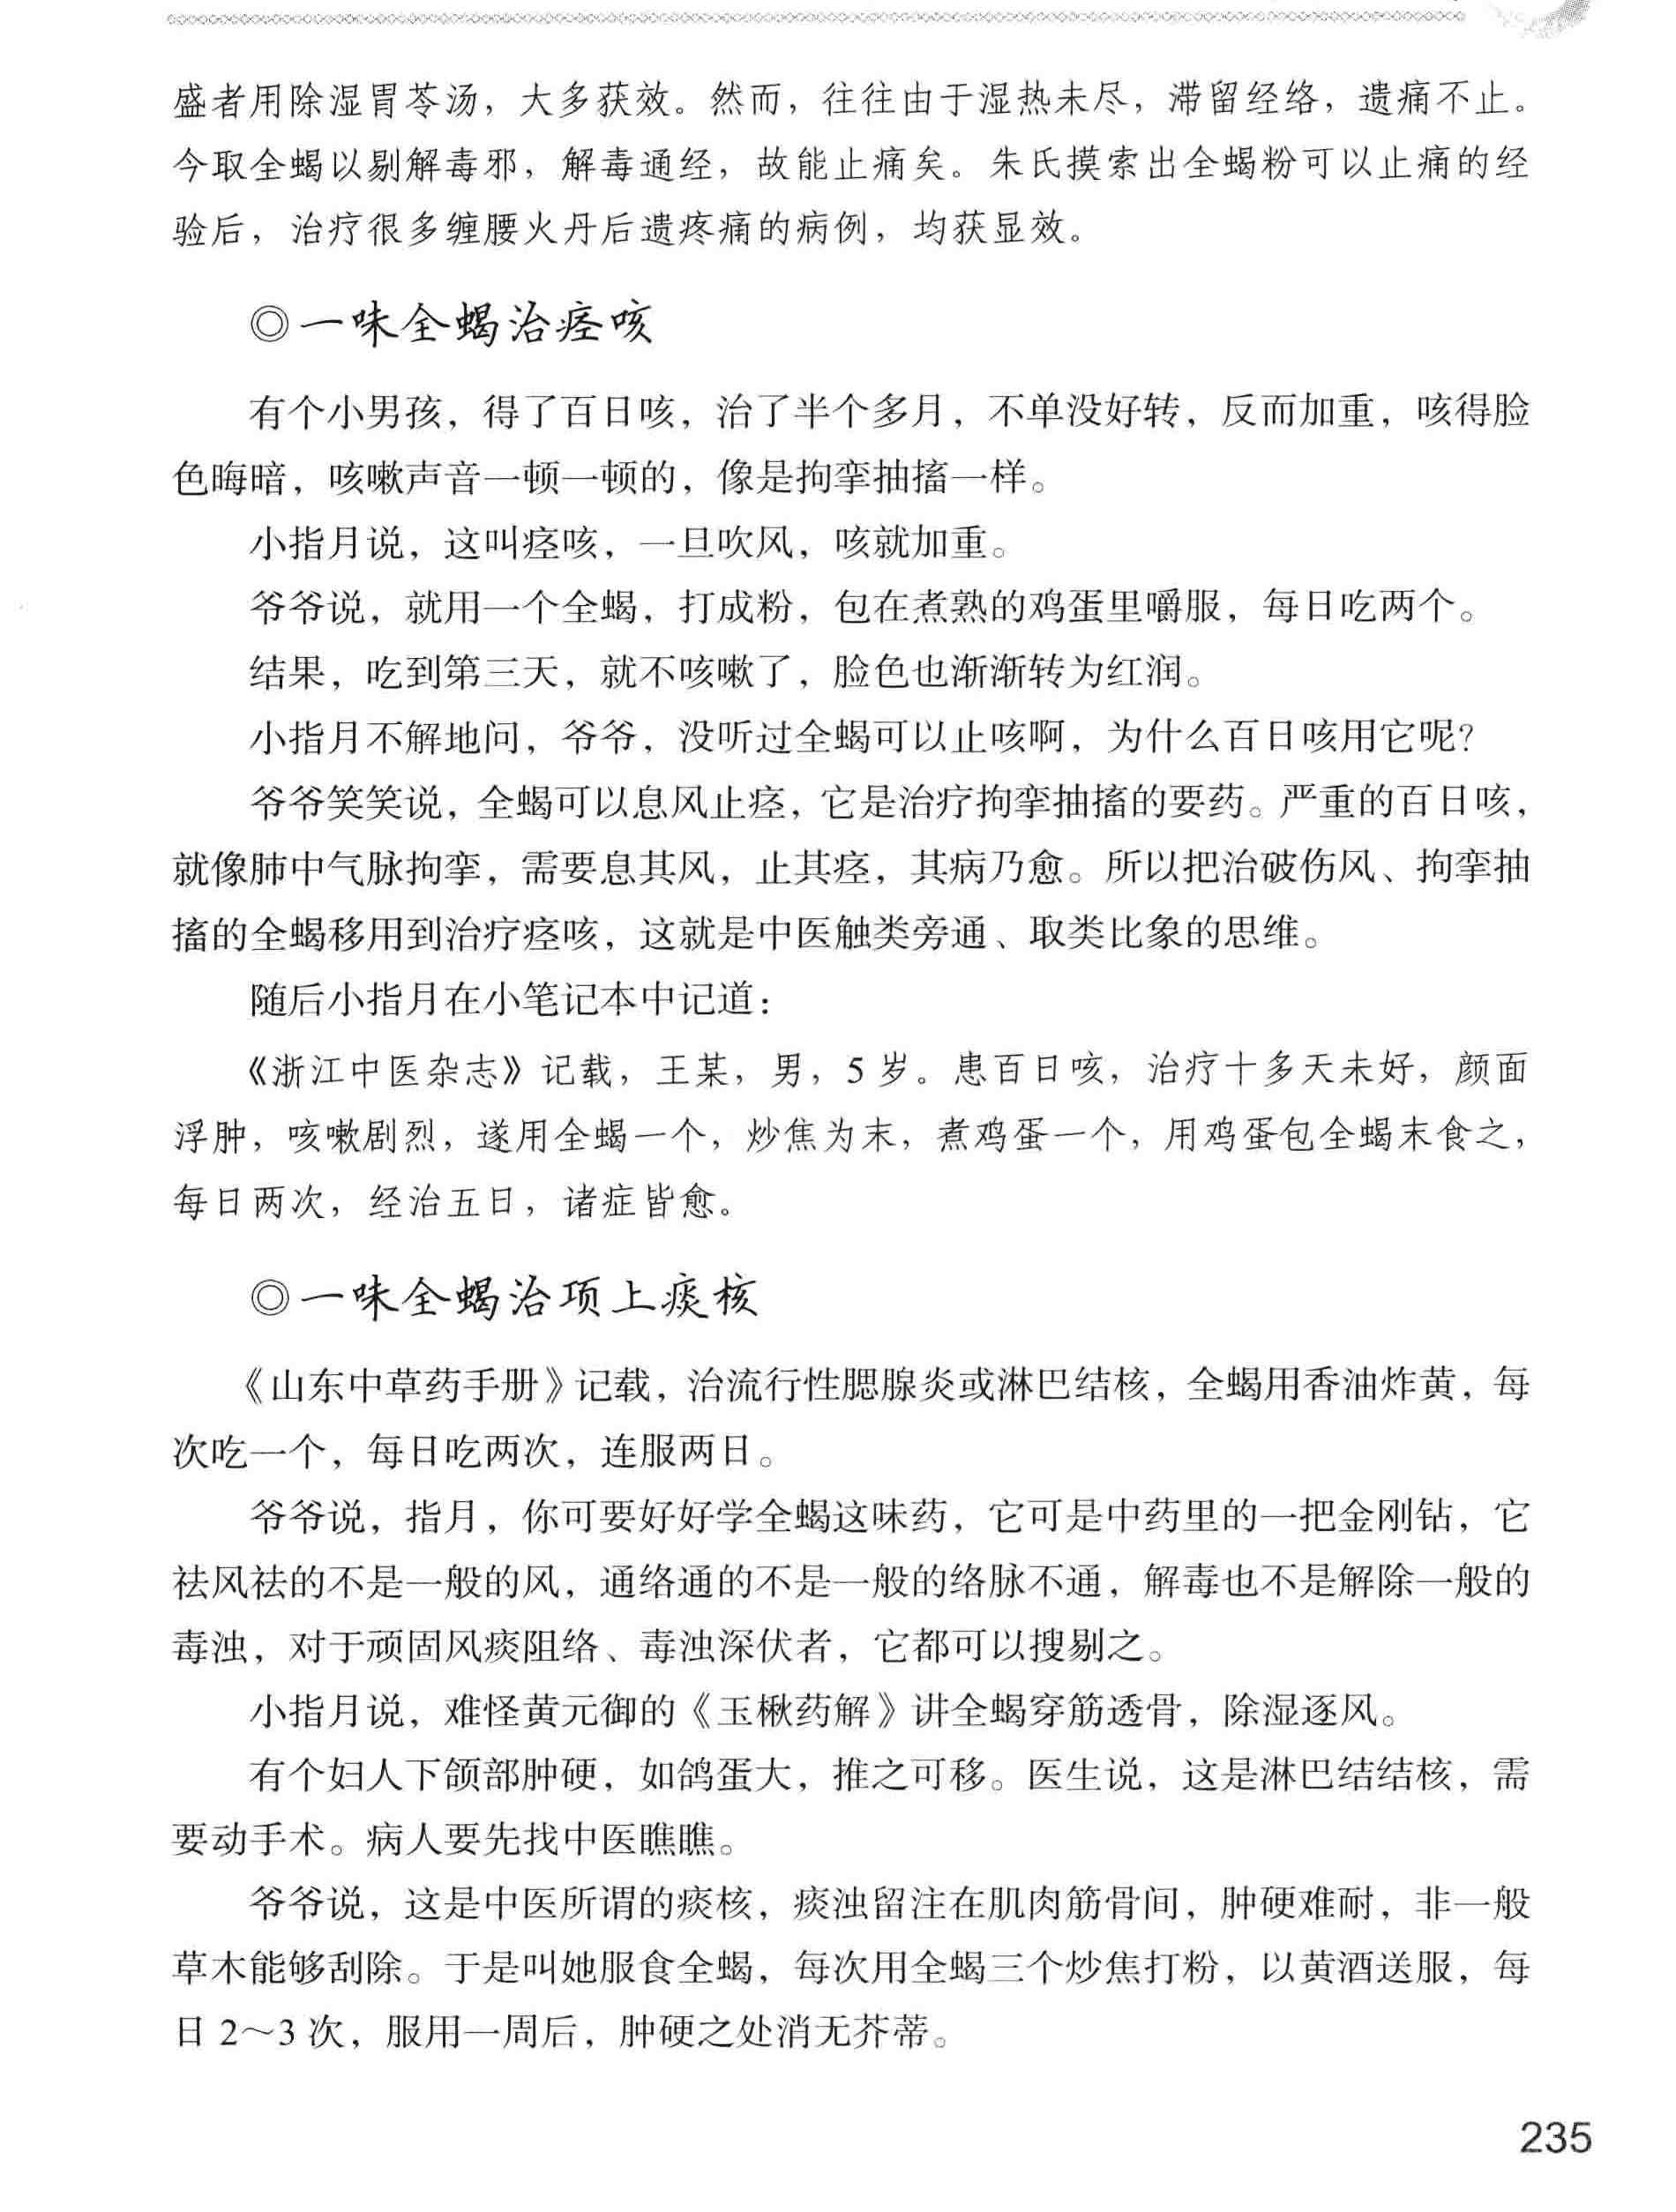 盛者用除湿胃苓汤，大多获效。然而，往往由于湿热未尽，滞留经络，遗痛不止。
今取全蝎以剔解毒邪，解毒通经，故能止痛矣。朱氏摸索出全蝎粉可以止痛的经
验后，治疗很多缠腰火丹后遗疼痛的病例，均获显效。
◎一味全蝎治痉咳
有个小男孩，得了百日咳，治了半个多月，不单没好转，反而加重，咳得脸
色晦暗，咳嗽声音一顿一顿的，像是拘挛抽搐一样。
小指月说，这叫痉咳，一旦吹风，咳就加重。
爷爷说，就用一个全蝎，打成粉，包在煮熟的鸡蛋里嚼服，每日吃两个。
结果，吃到第三天，就不咳嗽了，脸色也渐渐转为红润。
小指月不解地问，爷爷，没听过全蝎可以止咳啊，为什么百日咳用它呢？
爷爷笑笑说，全蝎可以息风止痉，它是治疗拘挛抽搐的要药。严重的百日咳，
就像肺中气脉拘挛，需要息其风，止其痉，其病乃愈。所以把治破伤风、拘挛抽
搐的全蝎移用到治疗痉咳，这就是中医触类旁通、取类比象的思维。
随后小指月在小笔记本中记道：
《浙江中医杂志》记载，王某，男，5 岁。患百日咳，治疗十多天未好，颜面
浮肿，咳嗽剧烈，遂用全蝎一个，炒焦为末，煮鸡蛋一个，用鸡蛋包全蝎末食之，
每日两次，经治五日，诸症皆愈。
◎一味全蝎治项上痰核
《山东中草药手册》记载，治流行性腮腺炎或淋巴结核，全蝎用香油炸黄，每
次吃一个，每日吃两次，连服两日。
爷爷说，指月，你可要好好学全蝎这味药，它可是中药里的一把金刚钻，它
祛风祛的不是一般的风，通络通的不是一般的络脉不通，解毒也不是解除一般的
毒浊，对于顽固风痰阻络、毒浊深伏者，它都可以搜剔之。
小指月说，难怪黄元御的《玉楸药解》讲全蝎穿筋透骨，除湿逐风。
有个妇人下颌部肿硬，如鸽蛋大，推之可移。医生说，这是淋巴结结核，需
要动手术。病人要先找中医瞧瞧。
爷爷说，这是中医所谓的痰核，痰浊留注在肌肉筋骨间，肿硬难耐，非一般
草木能够刮除。于是叫她服食全蝎，每次用全蝎三个炒焦打粉，以黄酒送服，每
日 2～3 次，服用一周后，肿硬之处消无芥蒂。
235